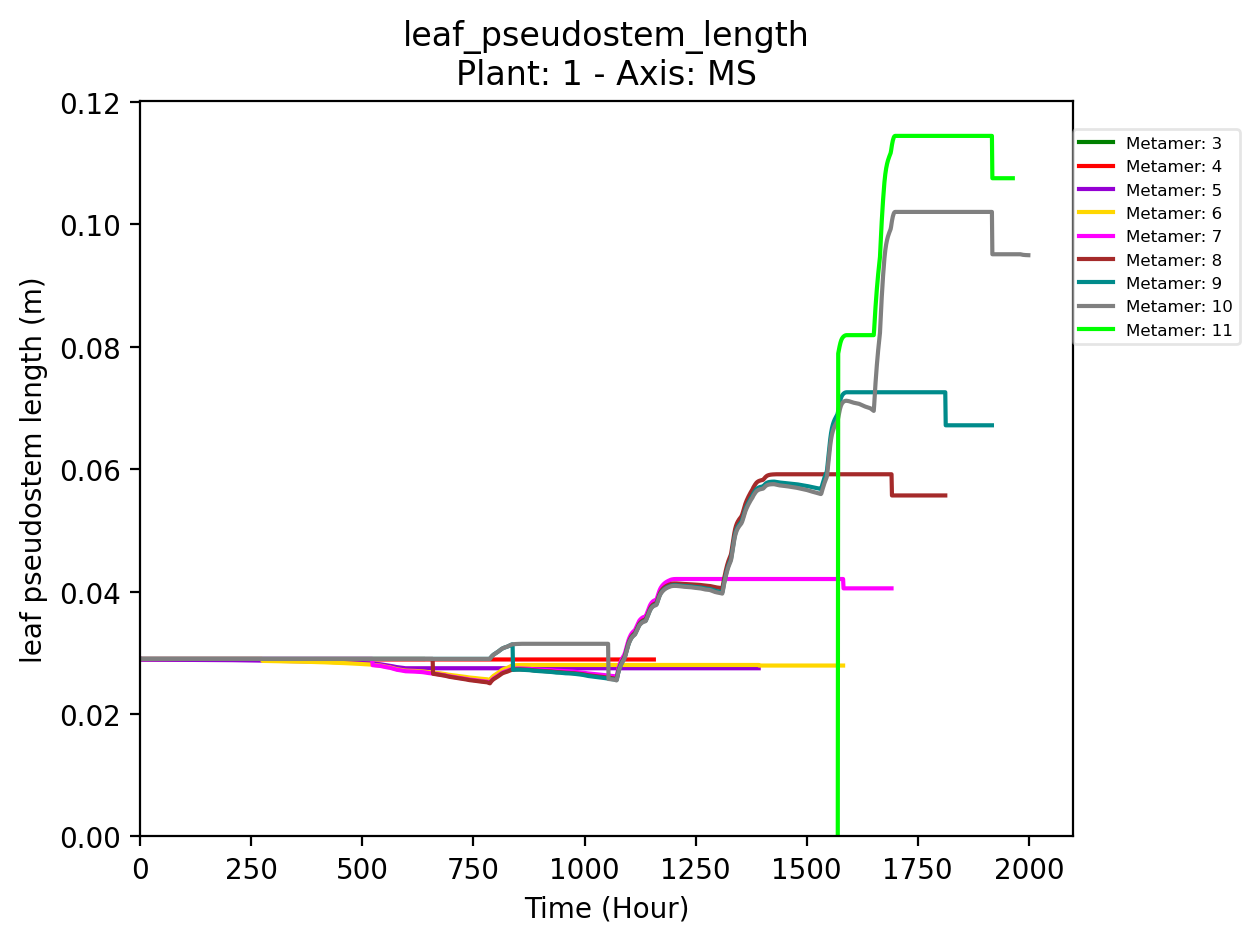 leaf_pseudostem_length
Plant: 1 - Axis: MS
leaf pseudostem length (m)
0.12
0.10
0.08
0.06
0.04
0.02
0.00
0 250 500 750 1000 1250 1500 1750 2000
Time (Hour)
Metamer: 3
Metamer: 4
Metamer: 5
Metamer: 6
Metamer: 7
Metamer: 8
Metamer: 9
Metamer: 10
Metamer: 11